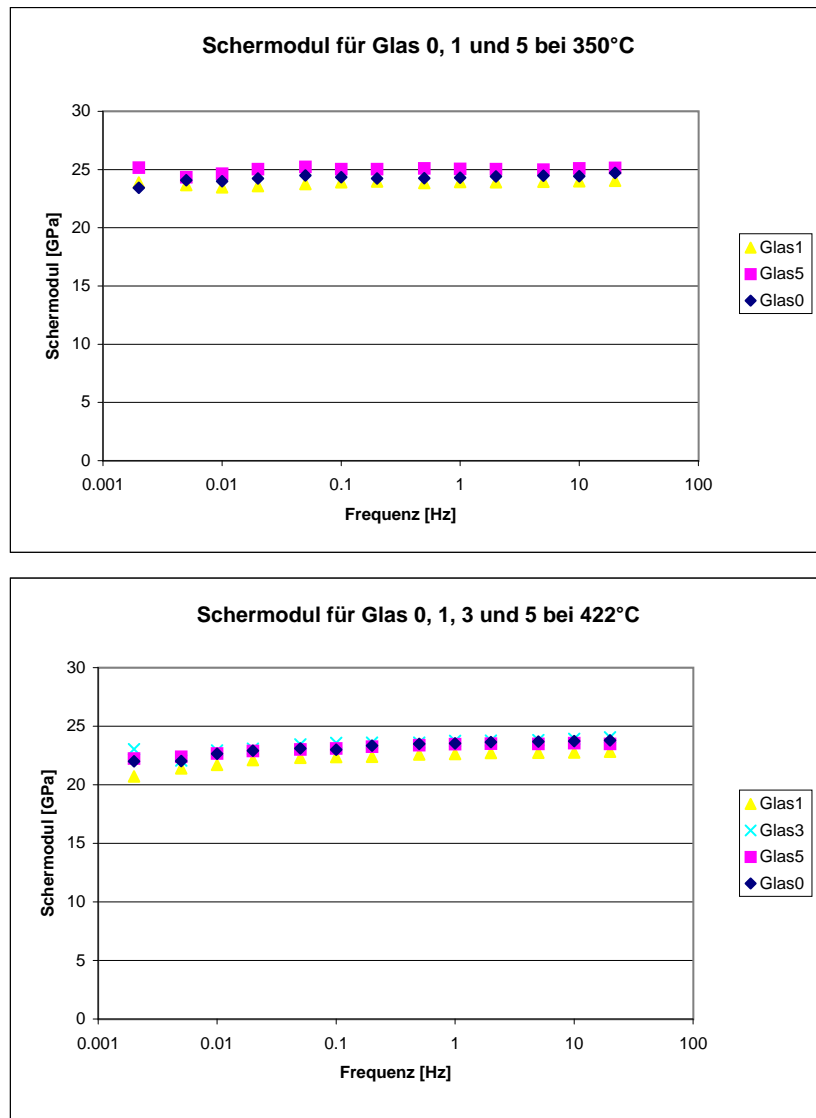 Schermodul für Glas 0, 1 und 5 bei 350°C
30
25
20
15
10
5
0
0.001 0.01 0.1 1 10 100
Frequenz [Hz]
Schermodul [GPa]
Glas1
Glas5
Glas0
Schermodul für Glas 0, 1, 3 und 5 bei 422°C
30
25
20
15
10
5
0
0.001 0.01 0.1 1 10 100
Frequenz [Hz]
Schermodul [GPa]
Glas1
Glas3
Glas5
Glas0